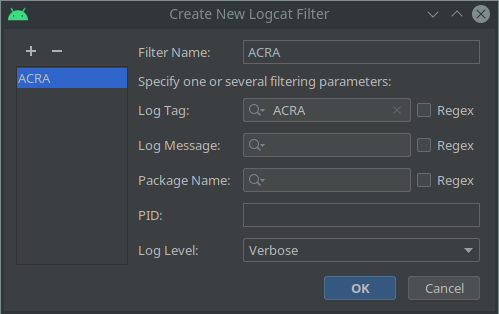 Create New Logcat Filter
ACRA
Filter Name: ACRA
Specify one or several filtering parameters:
Log Tag: ACRA Regex
Log Message: Regex
Package Name: Regex
PID:
Log Level: Verbose
OK Cancel